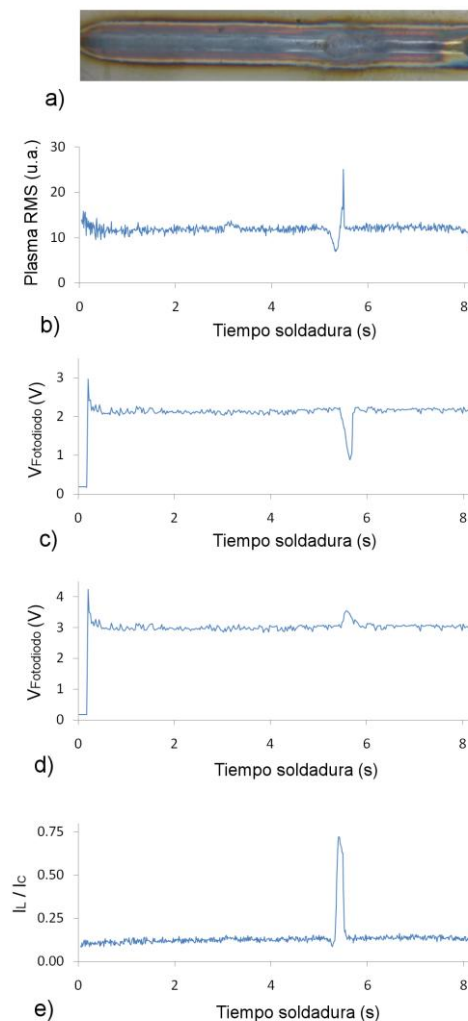 a)
30
20
10
0
Plasma RMS (u.a.)
0 2 4 6 8
b)
Tiempo soldadura (s)
3
2
1
0
VFotodiodo (V)
0 2 4 6 8
c)
Tiempo soldadura (s)
4
3
2
1
0
VFotodiodo (V)
0 2 4 6 8
d)
Tiempo soldadura (s)
0.75
0.50
0.25
0.00
IL / IC
0 2 4 6 8
e)
Tiempo soldadura (s)